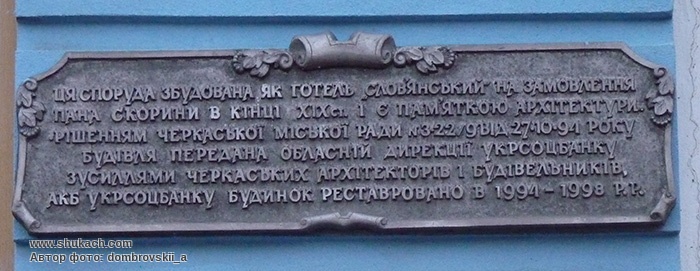 ЦЯ СПОРУДА ЗБУДОВАНА ЯК ГОТЕЛЬ „СЛОВ'ЯНСЬКИЙ" НА ЗАМОВЛЕННЯ
ПАНА СКОРИНИ В КІНЦІ ХІХст. І Є ПАМ'ЯТКОЮ АРХІТЕКТУРИ.
РІШЕННЯМ ЧЕРКАСЬКОЇ МІСЬКОЇ РАДИ №3-22/9 ВІД 27·10·94 РОКУ
БУДІВЛЯ ПЕРЕДАНА ОБЛАСНІЙ ДИРЕКЦІЇ УКРСОЦБАНКУ
ЗУСИЛЛЯМИ ЧЕРКАСЬКИХ АРХІТЕКТОРІВ І БУДІВЕЛЬНИКІВ,
АКБ УКРСОЦБАНКУ БУДИНОК РЕСТАВРОВАНО В 1994-1998 Р.Р.
www.shukach.com
Автор фото: dombrovskii_a